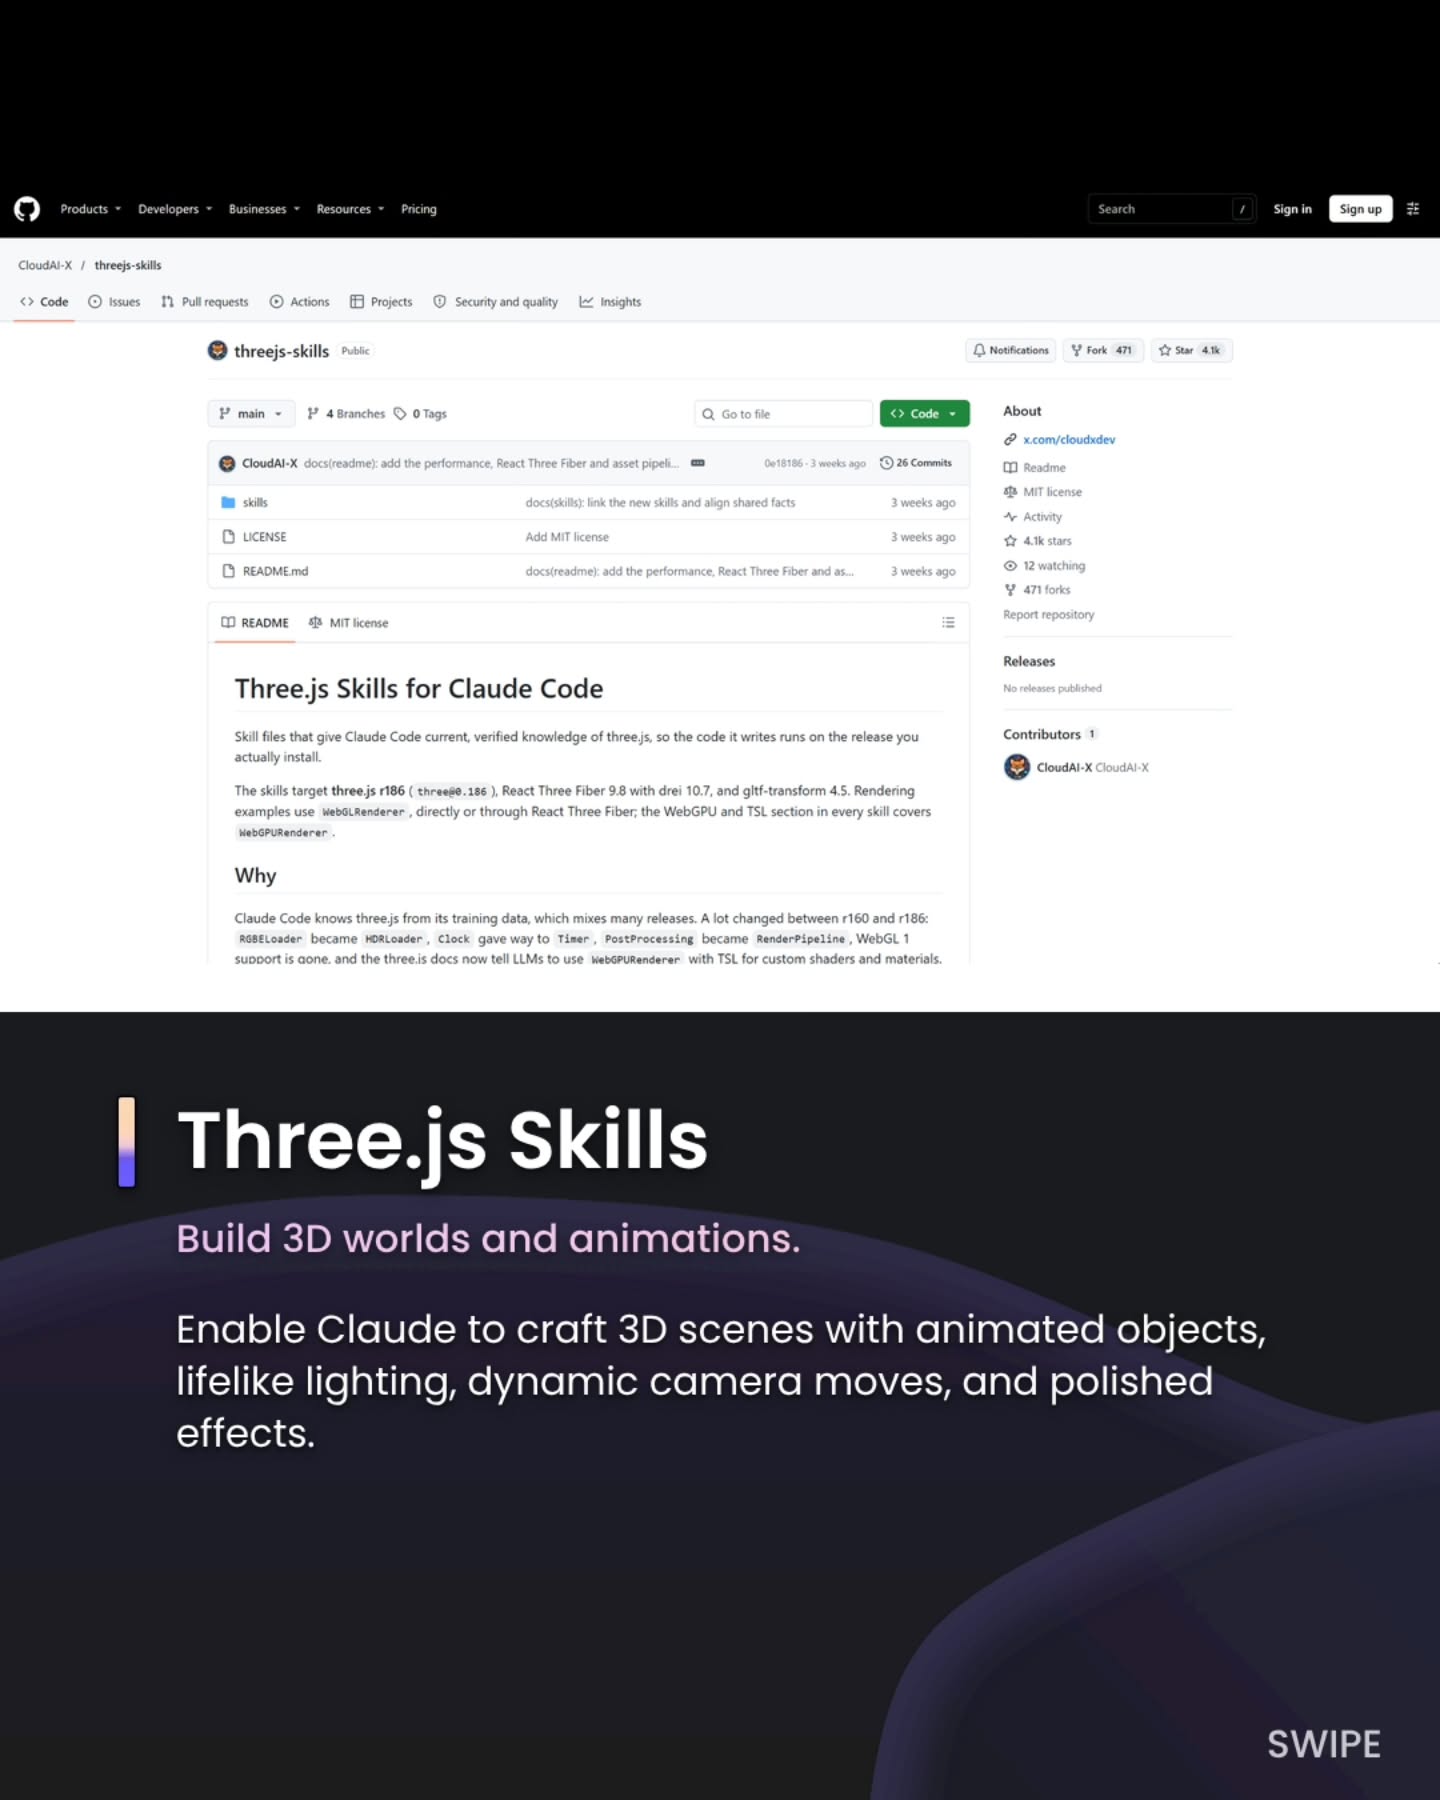 Products Developers Businesses Resources Pricing Search / Sign in Sign up
CloudAI-X / threejs-skills
Code Issues Pull requests Actions Projects Security and quality Insights
threejs-skills Public Notifications Fork 471 Star 4.1k
main 4 Branches 0 Tags Go to file Code
CloudAI-X docs(readme): add the performance, React Three Fiber and asset pipeli... 0e18186 · 3 weeks ago 26 Commits
skills docs(skills): link the new skills and align shared facts 3 weeks ago
LICENSE Add MIT license 3 weeks ago
README.md docs(readme): add the performance, React Three Fiber and as... 3 weeks ago
README MIT license
Three.js Skills for Claude Code
Skill files that give Claude Code current, verified knowledge of three.js, so the code it writes runs on the release you
actually install.
The skills target three.js r186 ( three@0.186 ), React Three Fiber 9.8 with drei 10.7, and gltf-transform 4.5. Rendering
examples use WebGLRenderer , directly or through React Three Fiber; the WebGPU and TSL section in every skill covers
WebGPURenderer .
Why
Claude Code knows three.js from its training data, which mixes many releases. A lot changed between r160 and r186:
RGBELoader became HDRLoader , Clock gave way to Timer , PostProcessing became RenderPipeline , WebGL 1
support is gone, and the three.js docs now tell LLMs to use WebGPURenderer with TSL for custom shaders and materials.
About
x.com/cloudxdev
Readme
MIT license
Activity
4.1k stars
12 watching
471 forks
Report repository
Releases
No releases published
Contributors 1
CloudAI-X CloudAI-X
Three.js Skills
Build 3D worlds and animations.
Enable Claude to craft 3D scenes with animated objects,
lifelike lighting, dynamic camera moves, and polished
effects.
SWIPE